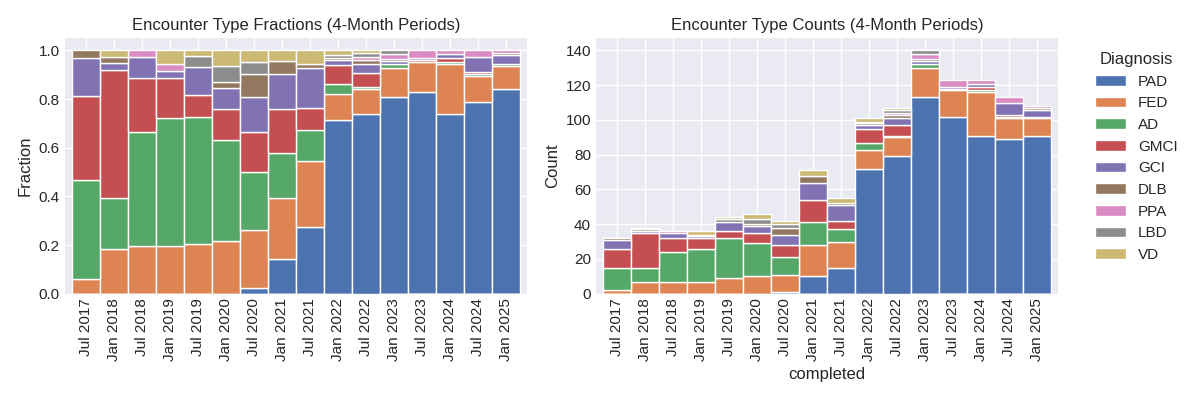 Encounter Type Fractions (4-Month Periods)
Fraction
1.0
0.8
0.6
0.4
0.2
0.0
Jul 2017
Jan 2018
Jul 2018
Jan 2019
Jul 2019
Jan 2020
Jul 2020
Jan 2021
Jul 2021
Jan 2022
Jul 2022
Jan 2023
Jul 2023
Jan 2024
Jul 2024
Jan 2025
Encounter Type Counts (4-Month Periods)
Count
140
120
100
80
60
40
20
0
Jul 2017
Jan 2018
Jul 2018
Jan 2019
Jul 2019
Jan 2020
Jul 2020
Jan 2021
Jul 2021
Jan 2022
Jul 2022
Jan 2023
Jul 2023
Jan 2024
Jul 2024
Jan 2025
completed
Diagnosis
PAD
FED
AD
GMCI
GCI
DLB
PPA
LBD
VD